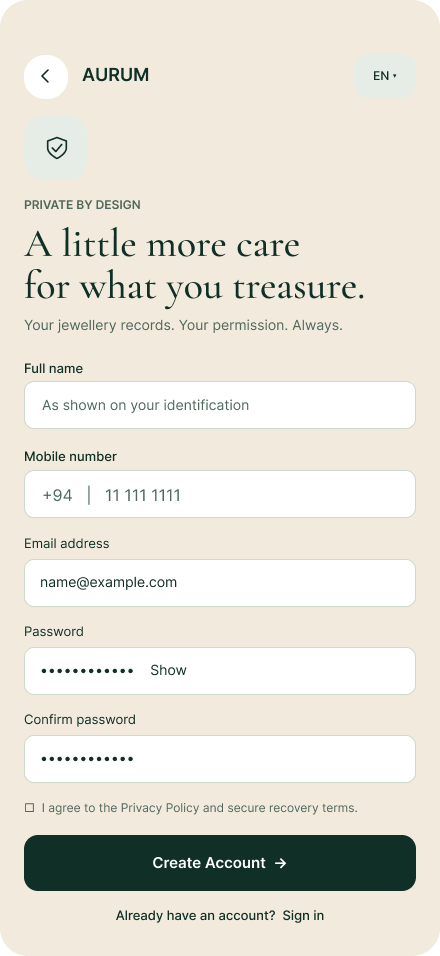 AURUM
EN ▾
PRIVATE BY DESIGN
A little more care
for what you treasure.
Your jewellery records. Your permission. Always.
Full name
As shown on your identification
Mobile number
+94 | 11 111 1111
Email address
name@example.com
Password
•••••••••••• Show
Confirm password
••••••••••••
☐ I agree to the Privacy Policy and secure recovery terms.
Create Account →
Already have an account? Sign in